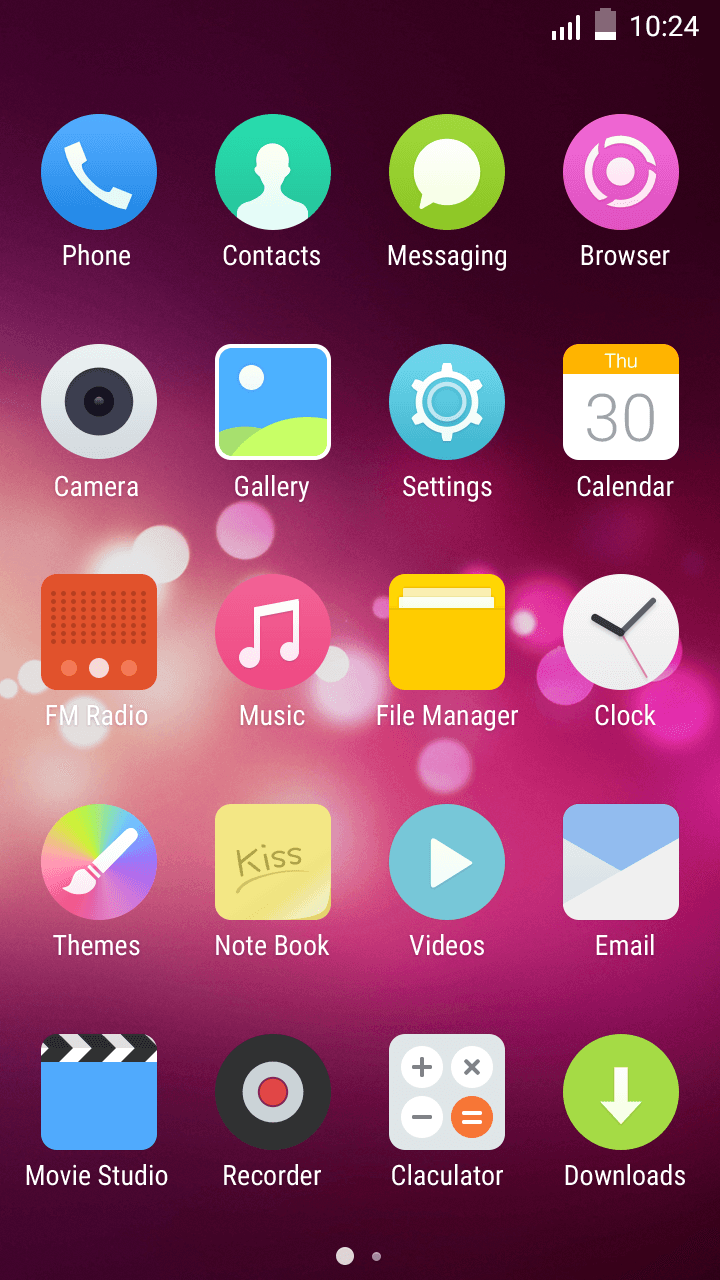 10:24
Phone Contacts Messaging Browser
Thu
30
Camera Gallery Settings Calendar
FM Radio Music File Manager Clock
Kiss
Themes Note Book Videos Email
Movie Studio Recorder Claculator Downloads